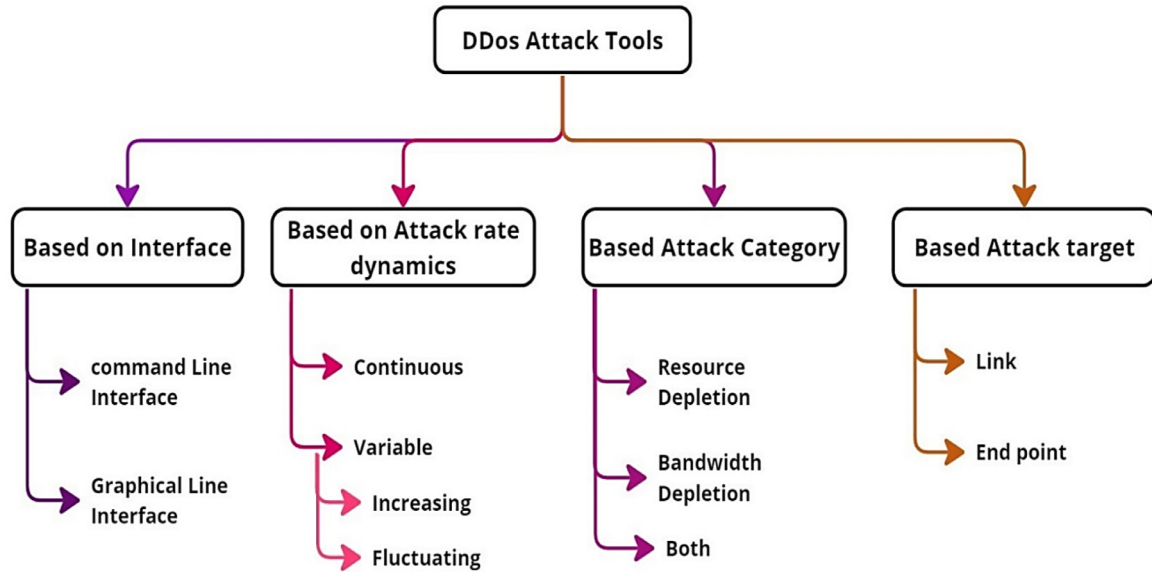 DDos Attack Tools
Based on Interface
Based on Attack rate
dynamics
Based Attack Category
Based Attack target
command Line
Interface
Graphical Line
Interface
Continuous
Variable
Increasing
Fluctuating
Resource
Depletion
Bandwidth
Depletion
Both
Link
End point